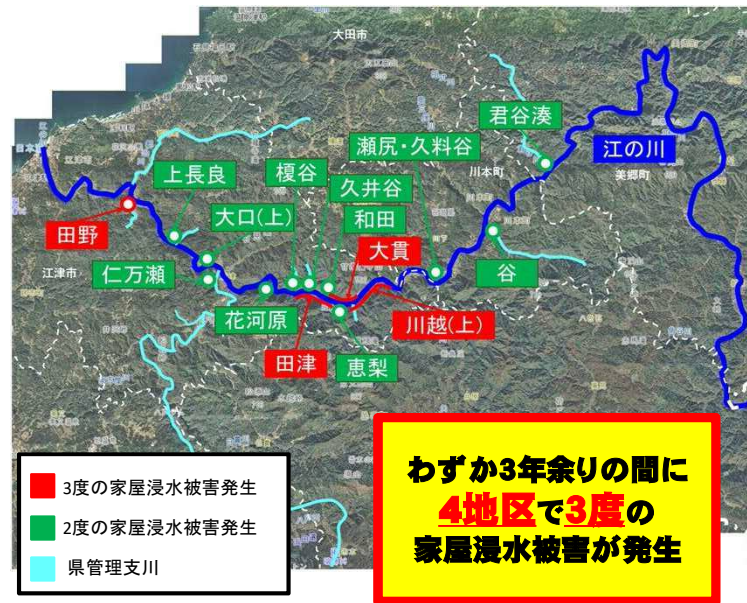 大田市
君谷湊
瀬尻・久料谷
江の川
榎谷
川本町
上長良
久井谷
美郷町
大口(上)
和田
田野
大貫
江津市
仁万瀬
谷
花河原
川越(上)
田津
恵梨
3度の家屋浸水被害発生
2度の家屋浸水被害発生
県管理支川
わずか3年余りの間に
4地区で3度の
家屋浸水被害が発生